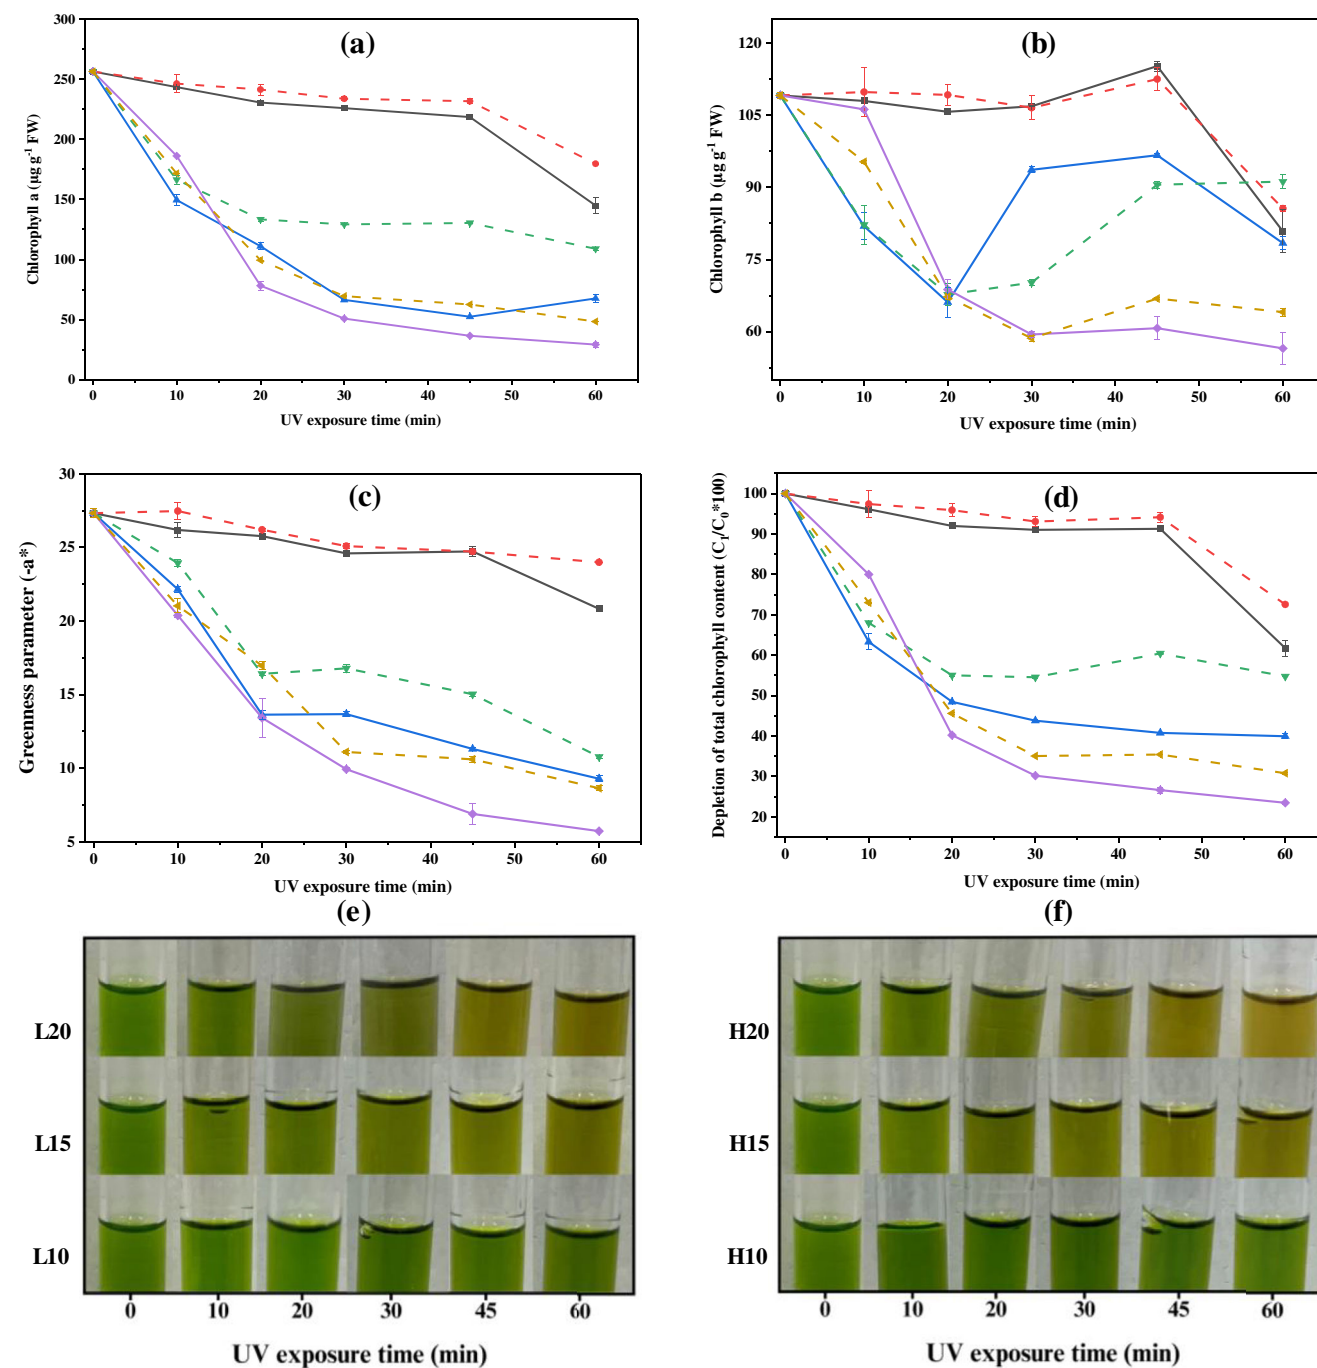 (a)
300
250
200
150
100
50
0
Chlorophyll a (µg g⁻¹ FW)
0 10 20 30 40 50 60
UV exposure time (min)
(b)
120
105
90
75
60
Chlorophyll b (µg g⁻¹ FW)
0 10 20 30 40 50 60
UV exposure time (min)
(c)
30
25
20
15
10
5
Greenness parameter (-a*)
0 10 20 30 40 50 60
UV exposure time (min)
(d)
100
90
80
70
60
50
40
30
20
Depletion of total chlorophyll content (C₁/C₀*100)
0 10 20 30 40 50 60
UV exposure time (min)
(e)
L20
L15
L10
0 10 20 30 45 60
UV exposure time (min)
(f)
H20
H15
H10
0 10 20 30 45 60
UV exposure time (min)